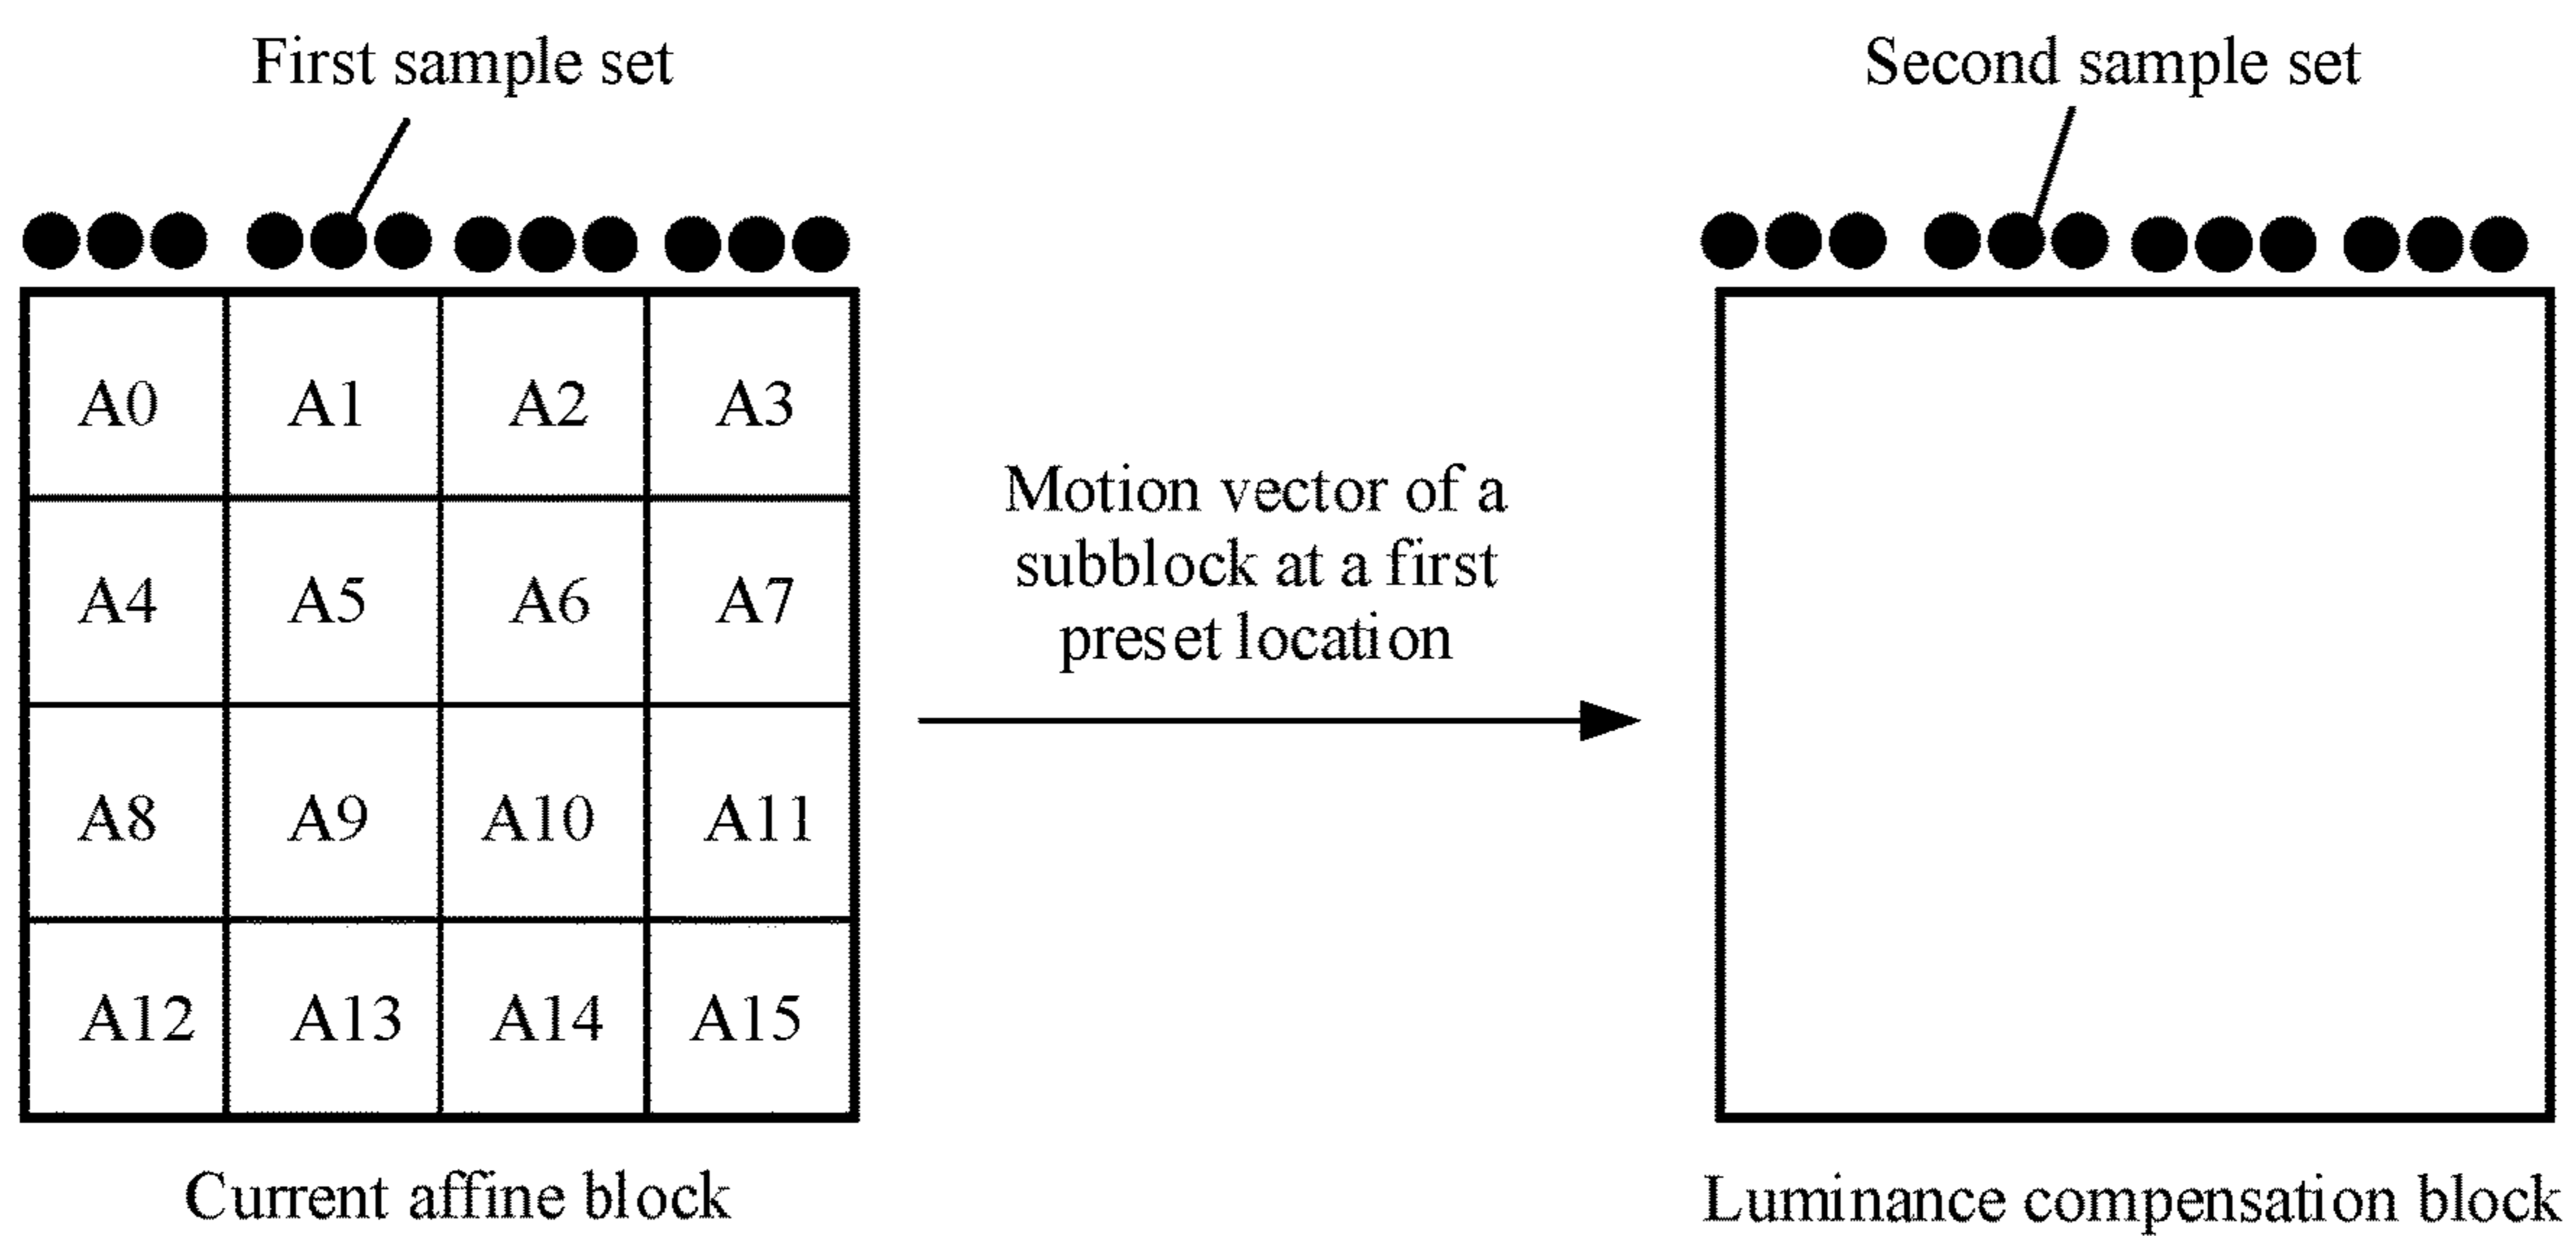 First sample set
Second sample set
A0 A1 A2 A3
A4 A5 A6 A7
A8 A9 A10 A11
A12 A13 A14 A15
Motion vector of a
subblock at a first
preset location
Current affine block
Luminance compensation block